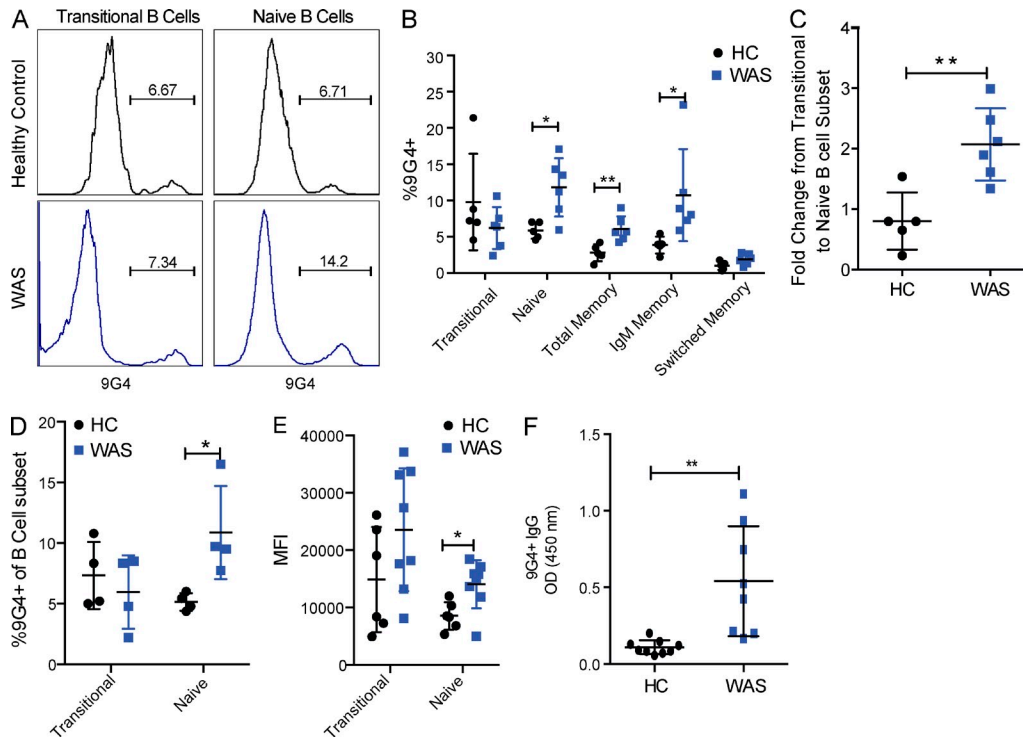 A
Transitional B Cells
Naive B Cells
Healthy Control
6.67
6.71
WAS
7.34
14.2
9G4
9G4
B
HC
WAS
%9G4+
30
25
20
15
10
5
0
*
**
*
Transitional
Naive
Total Memory
IgM Memory
Switched Memory
C
Fold Change from Transitional
to Naive B cell Subset
4
3
2
1
0
**
HC
WAS
D
HC
WAS
%9G4+ of B Cell subset
20
15
10
5
0
*
Transitional
Naive
E
HC
WAS
MFI
40000
30000
20000
10000
0
*
Transitional
Naive
F
9G4+ IgG
OD (450 nm)
1.5
1.0
0.5
0.0
**
HC
WAS